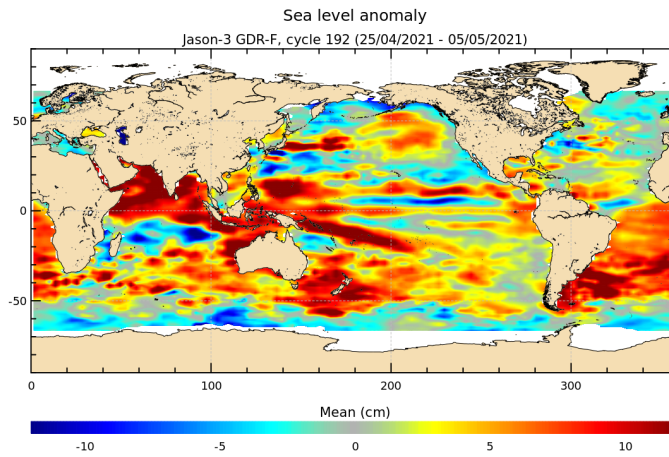 Sea level anomaly
Jason-3 GDR-F, cycle 192 (25/04/2021 - 05/05/2021)
50
0
-50
0 100 200 300
Mean (cm)
-10 -5 0 5 10